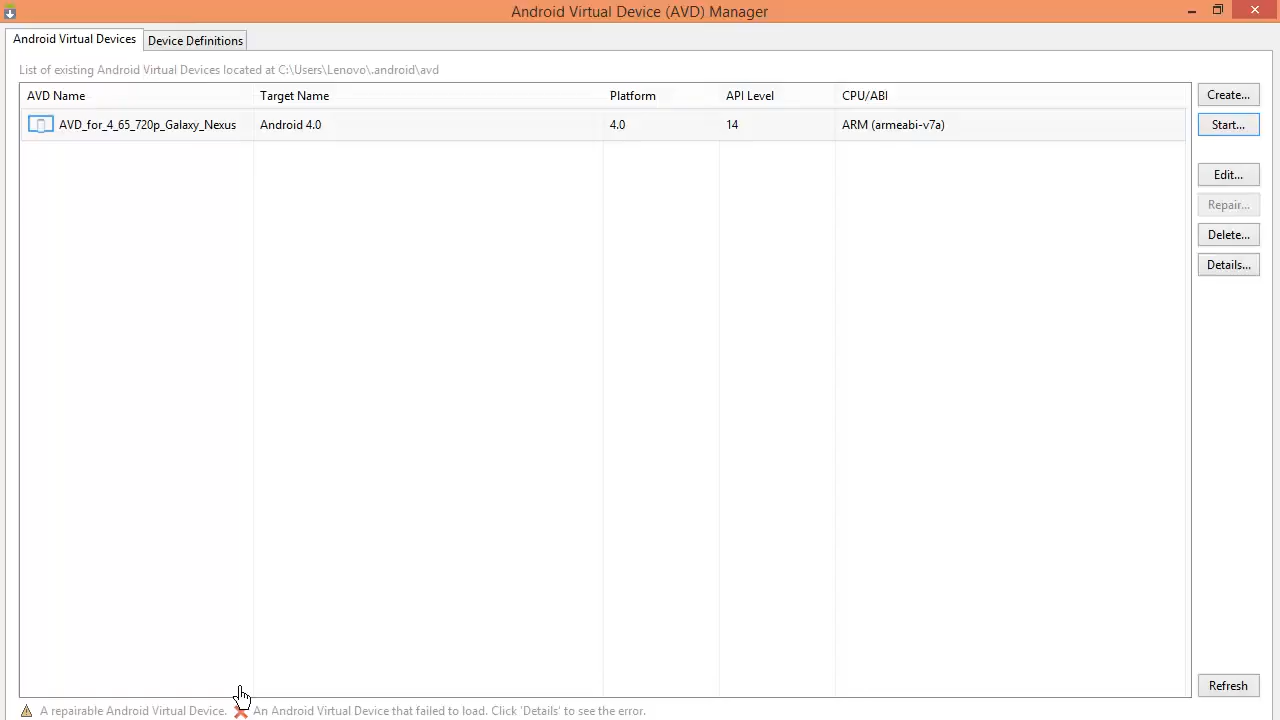 Android Virtual Device (AVD) Manager
Android Virtual Devices
Device Definitions
List of existing Android Virtual Devices located at C:\Users\Lenovo\.android\avd
AVD Name Target Name Platform API Level CPU/ABI
AVD_for_4_65_720p_Galaxy_Nexus Android 4.0 4.0 14 ARM (armeabi-v7a)
Create...
Start...
Edit...
Repair...
Delete...
Details...
Refresh
A repairable Android Virtual Device. An Android Virtual Device that failed to load. Click 'Details' to see the error.